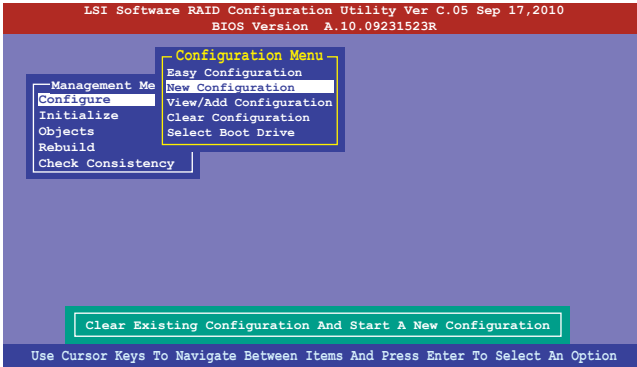 LSI Software RAID Configuration Utility Ver C.05 Sep 17,2010
BIOS Version A.10.09231523R
Configuration Menu
Easy Configuration
New Configuration
View/Add Configuration
Clear Configuration
Select Boot Drive
Management Me
Configure
Initialize
Objects
Rebuild
Check Consistency
Clear Existing Configuration And Start A New Configuration
Use Cursor Keys To Navigate Between Items And Press Enter To Select An Option